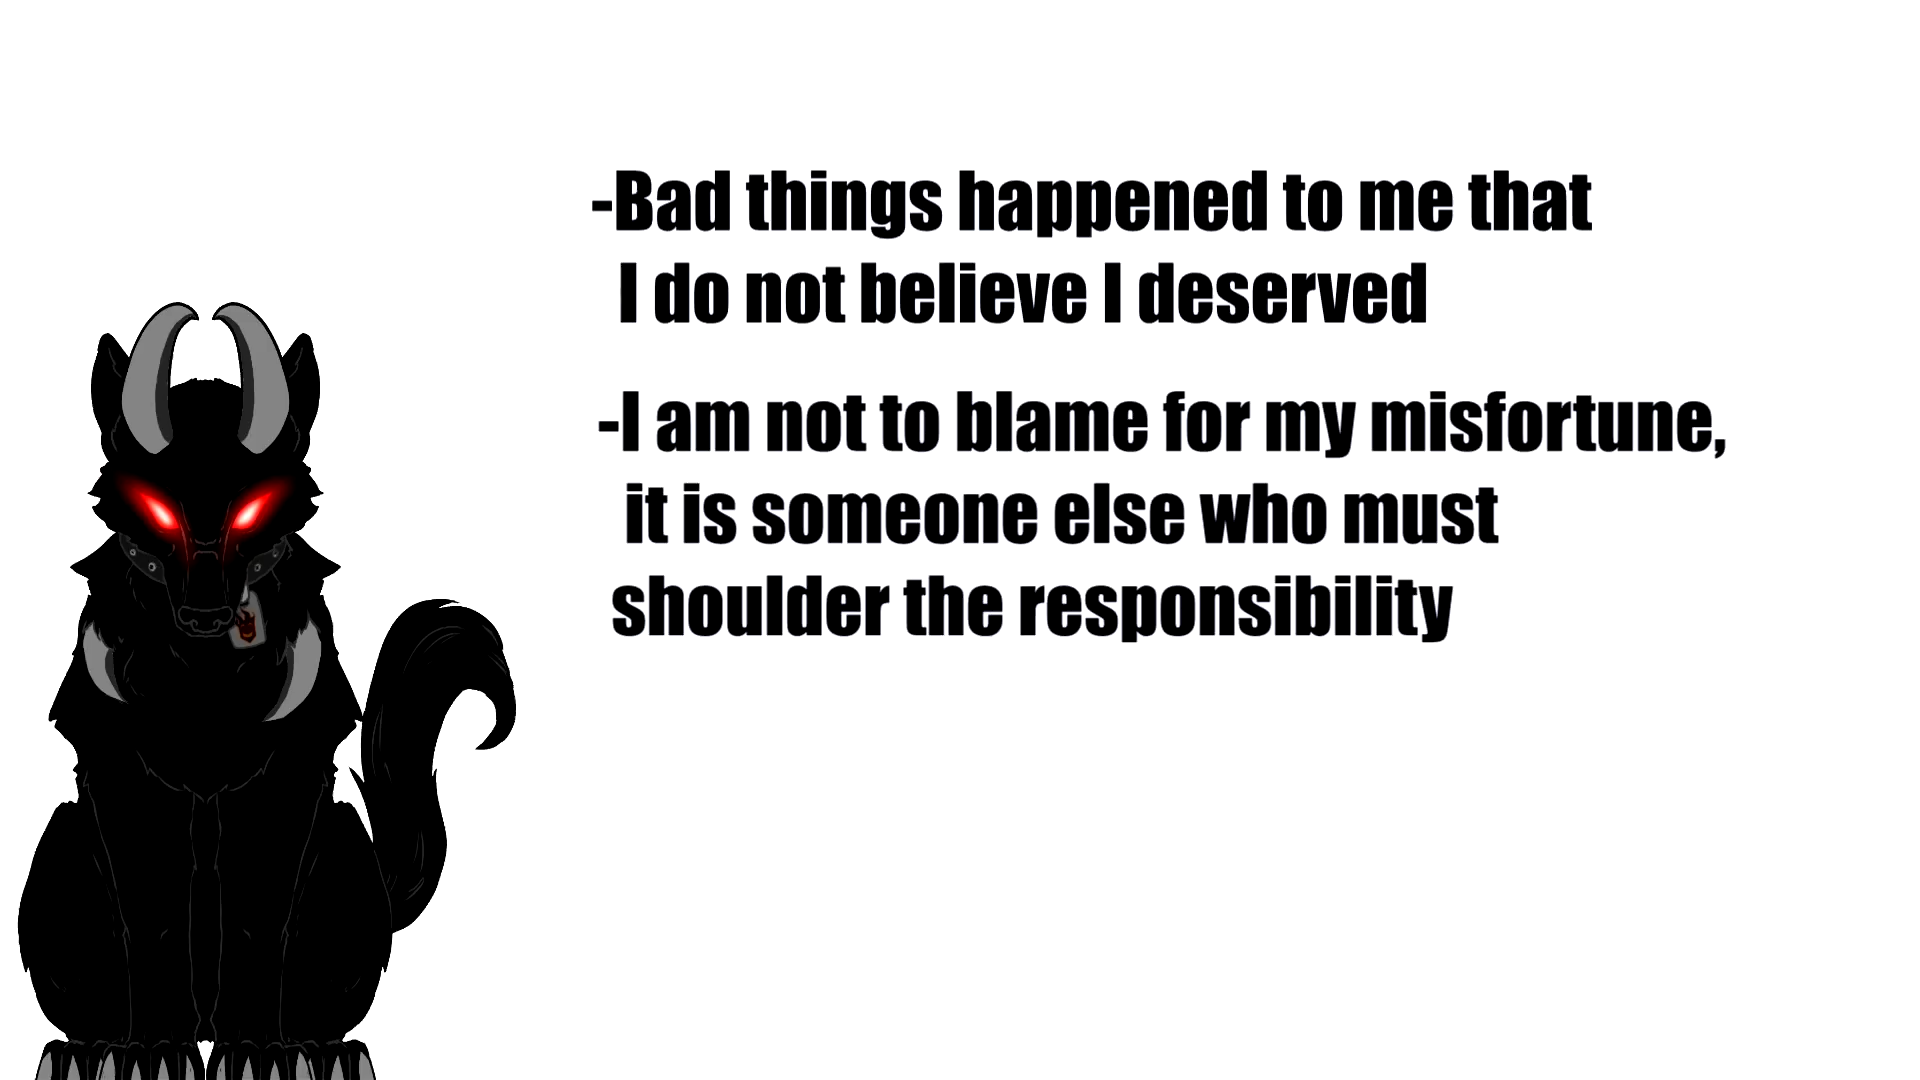 -Bad things happened to me that
I do not believe I deserved
-I am not to blame for my misfortune,
it is someone else who must
shoulder the responsibility